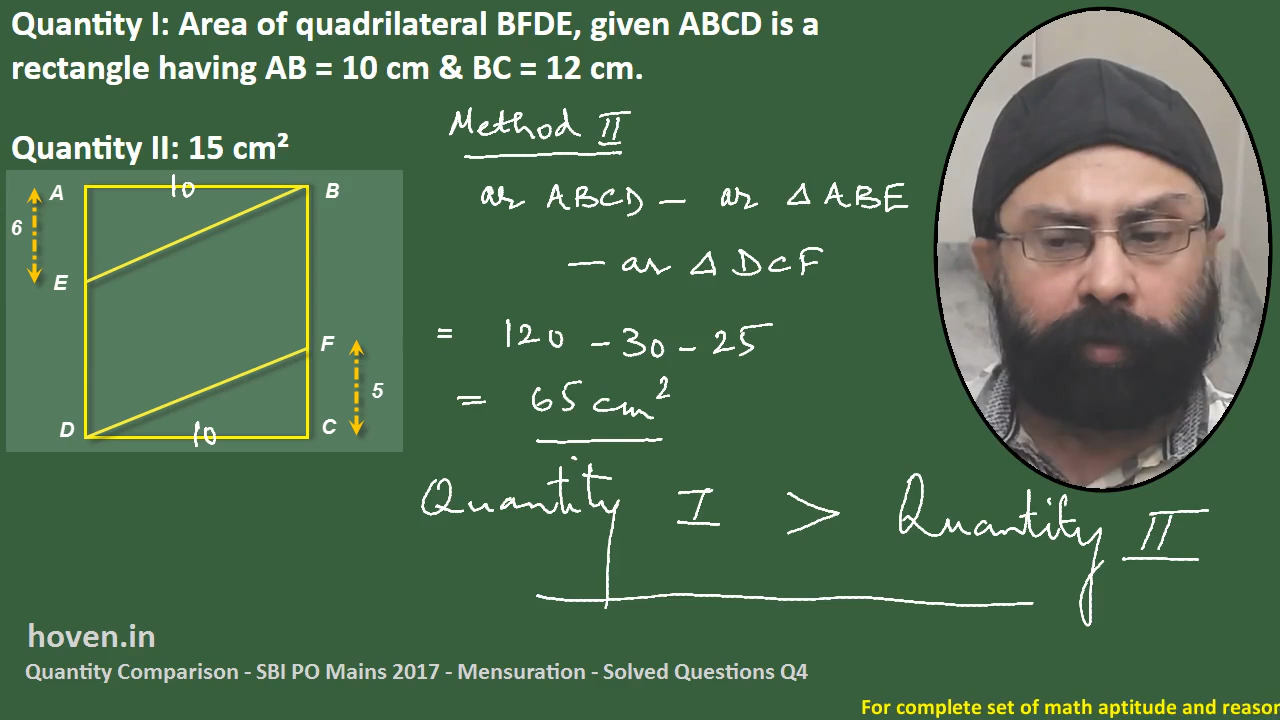 Quantity I: Area of quadrilateral BFDE, given ABCD is a
rectangle having AB = 10 cm & BC = 12 cm.
Quantity II: 15 cm²
A
10
B
6
E
F
5
D
10
C
Method II
ar ABCD – ar Δ ABE
– ar Δ DCF
= 120 – 30 – 25
= 65 cm²
Quantity I > Quantity II
hoven.in
Quantity Comparison - SBI PO Mains 2017 - Mensuration - Solved Questions Q4
For complete set of math aptitude and reason